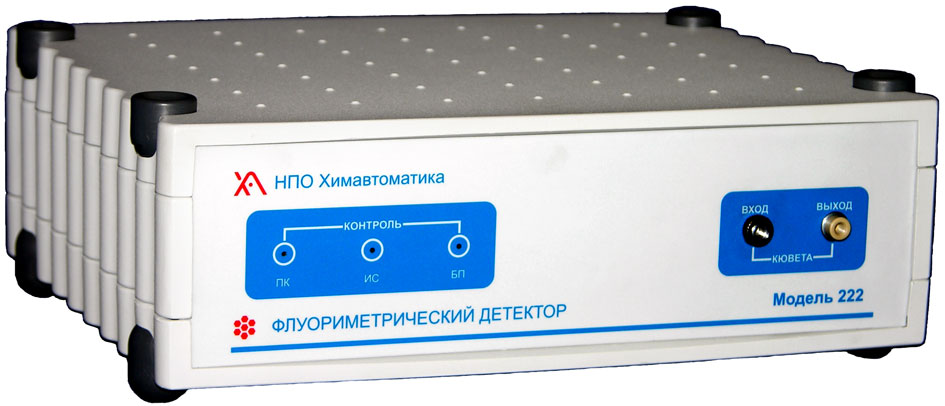 НПО Химавтоматика
КОНТРОЛЬ
ПК ИС БП
ВХОД ВЫХОД
КЮВЕТА
Модель 222
ФЛУОРИМЕТРИЧЕСКИЙ ДЕТЕКТОР